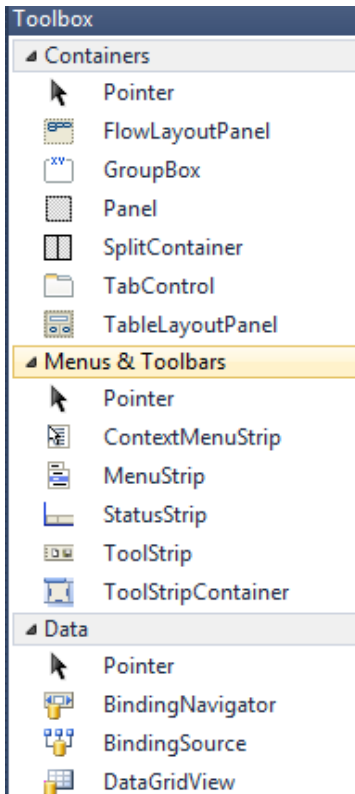 Toolbox
Containers
Pointer
FlowLayoutPanel
GroupBox
Panel
SplitContainer
TabControl
TableLayoutPanel
Menus & Toolbars
Pointer
ContextMenuStrip
MenuStrip
StatusStrip
ToolStrip
ToolStripContainer
Data
Pointer
BindingNavigator
BindingSource
DataGridView